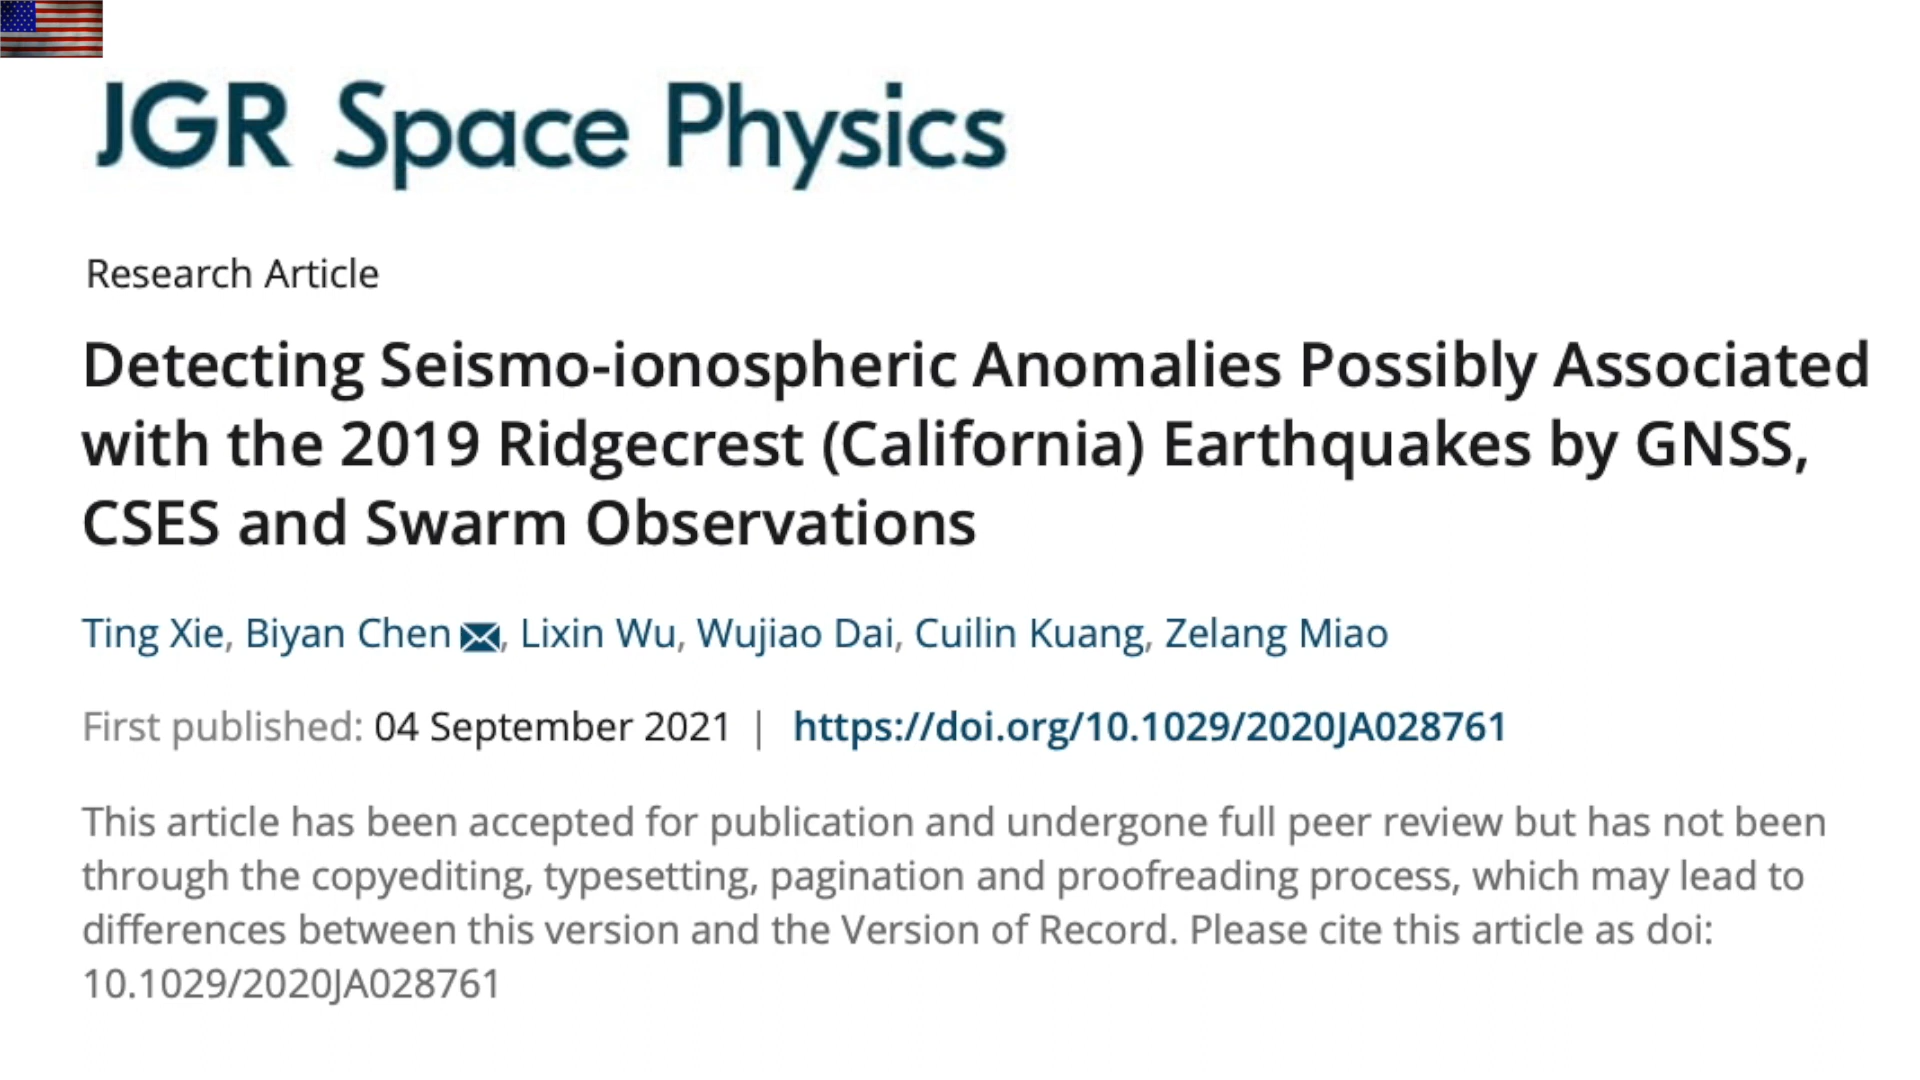 JGR Space Physics
Research Article
Detecting Seismo-ionospheric Anomalies Possibly Associated
with the 2019 Ridgecrest (California) Earthquakes by GNSS,
CSES and Swarm Observations
Ting Xie, Biyan Chen, Lixin Wu, Wujiao Dai, Cuilin Kuang, Zelang Miao
First published: 04 September 2021 | https://doi.org/10.1029/2020JA028761
This article has been accepted for publication and undergone full peer review but has not been
through the copyediting, typesetting, pagination and proofreading process, which may lead to
differences between this version and the Version of Record. Please cite this article as doi:
10.1029/2020JA028761